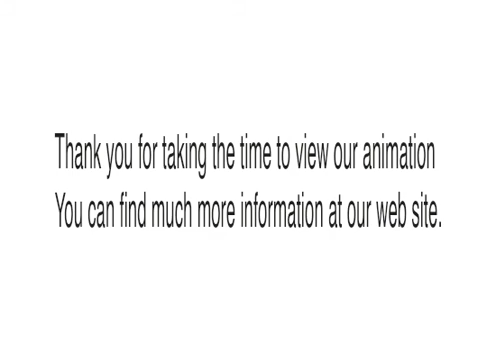 Thank you for taking the time to view our animation
You can find much more information at our web site.